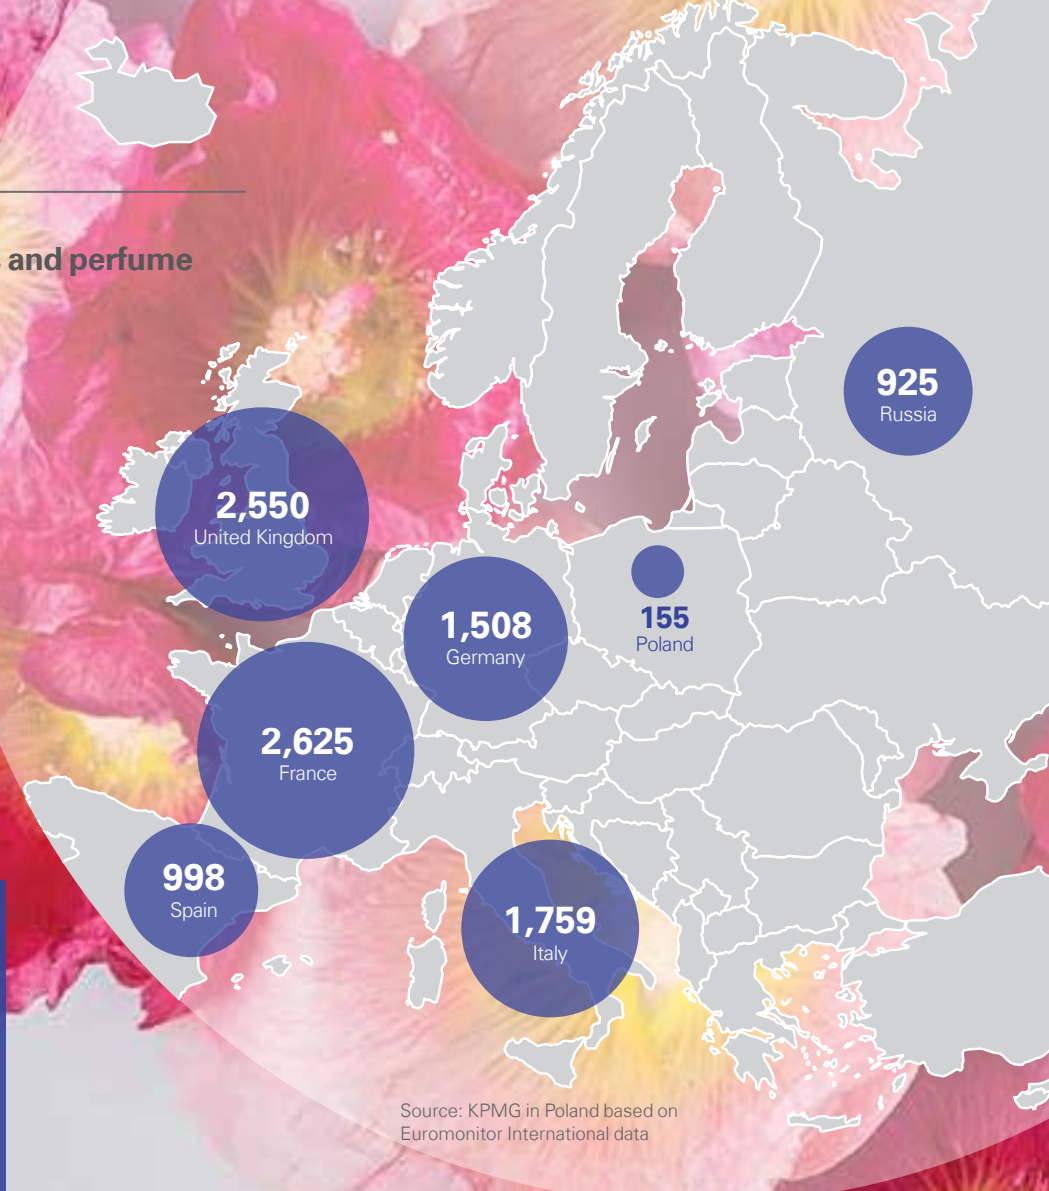 and perfume
925
Russia
2,550
United Kingdom
1,508
Germany
155
Poland
2,625
France
998
Spain
1,759
Italy
Source: KPMG in Poland based on
Euromonitor International data